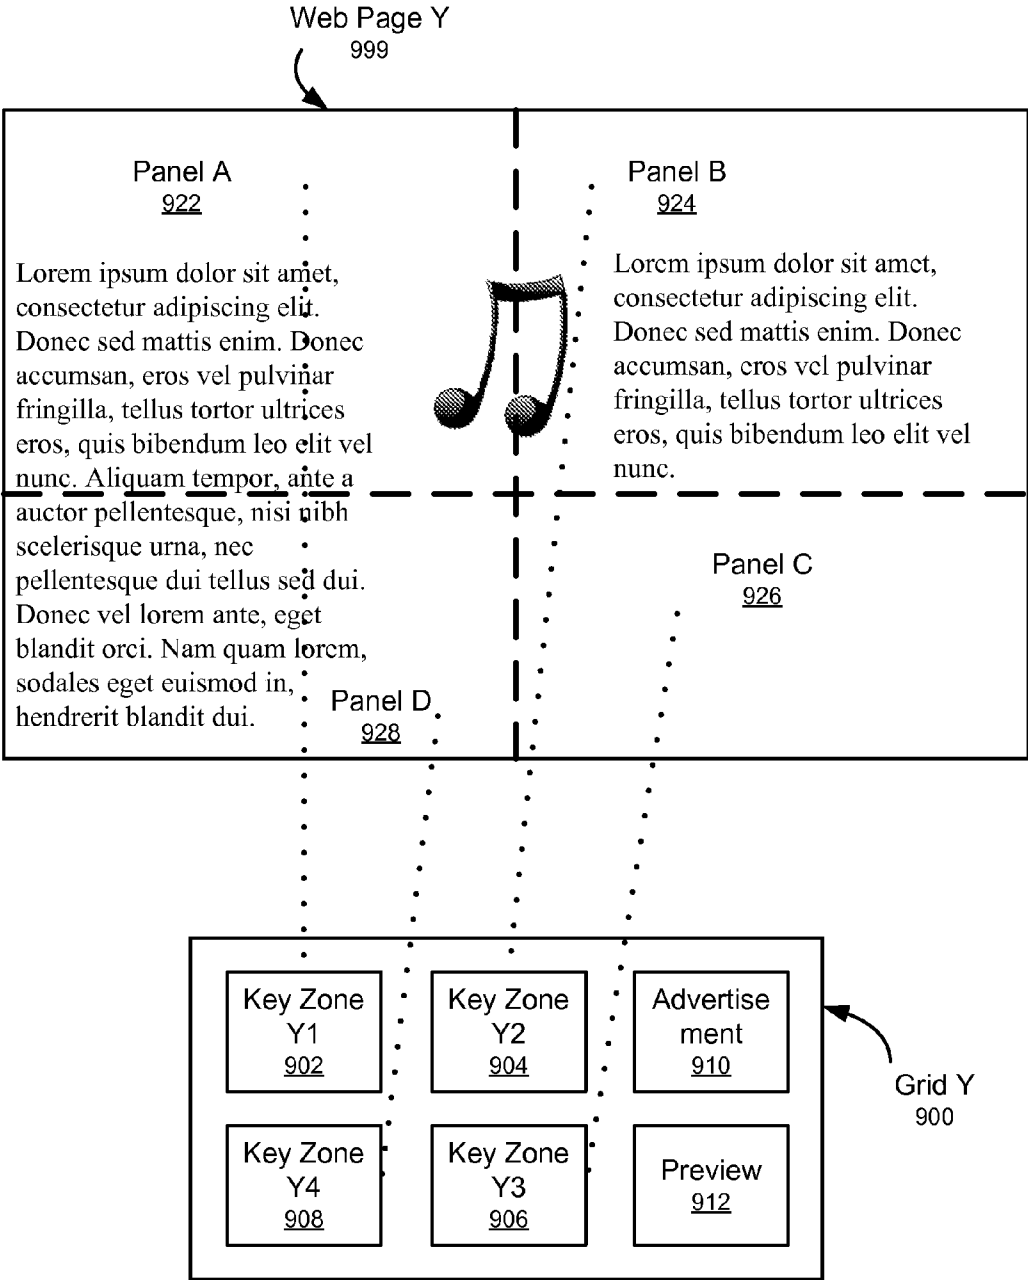 Web Page Y
999
Panel A
922
Panel B
924
Lorem ipsum dolor sit amet,
consectetur adipiscing elit.
Donec sed mattis enim. Donec
accumsan, eros vel pulvinar
fringilla, tellus tortor ultrices
eros, quis bibendum leo elit vel
nunc. Aliquam tempor, ante a
auctor pellentesque, nisi nibh
scelerisque urna, nec
pellentesque dui tellus sed dui.
Donec vel lorem ante, eget
blandit orci. Nam quam lorem,
sodales eget euismod in,
hendrerit blandit dui.
Lorem ipsum dolor sit amet,
consectetur adipiscing elit.
Donec sed mattis enim. Donec
accumsan, eros vel pulvinar
fringilla, tellus tortor ultrices
eros, quis bibendum leo elit vel
nunc.
Panel C
926
Panel D
928
Key Zone
Y1
902
Key Zone
Y2
904
Advertise
ment
910
Grid Y
900
Key Zone
Y4
908
Key Zone
Y3
906
Preview
912